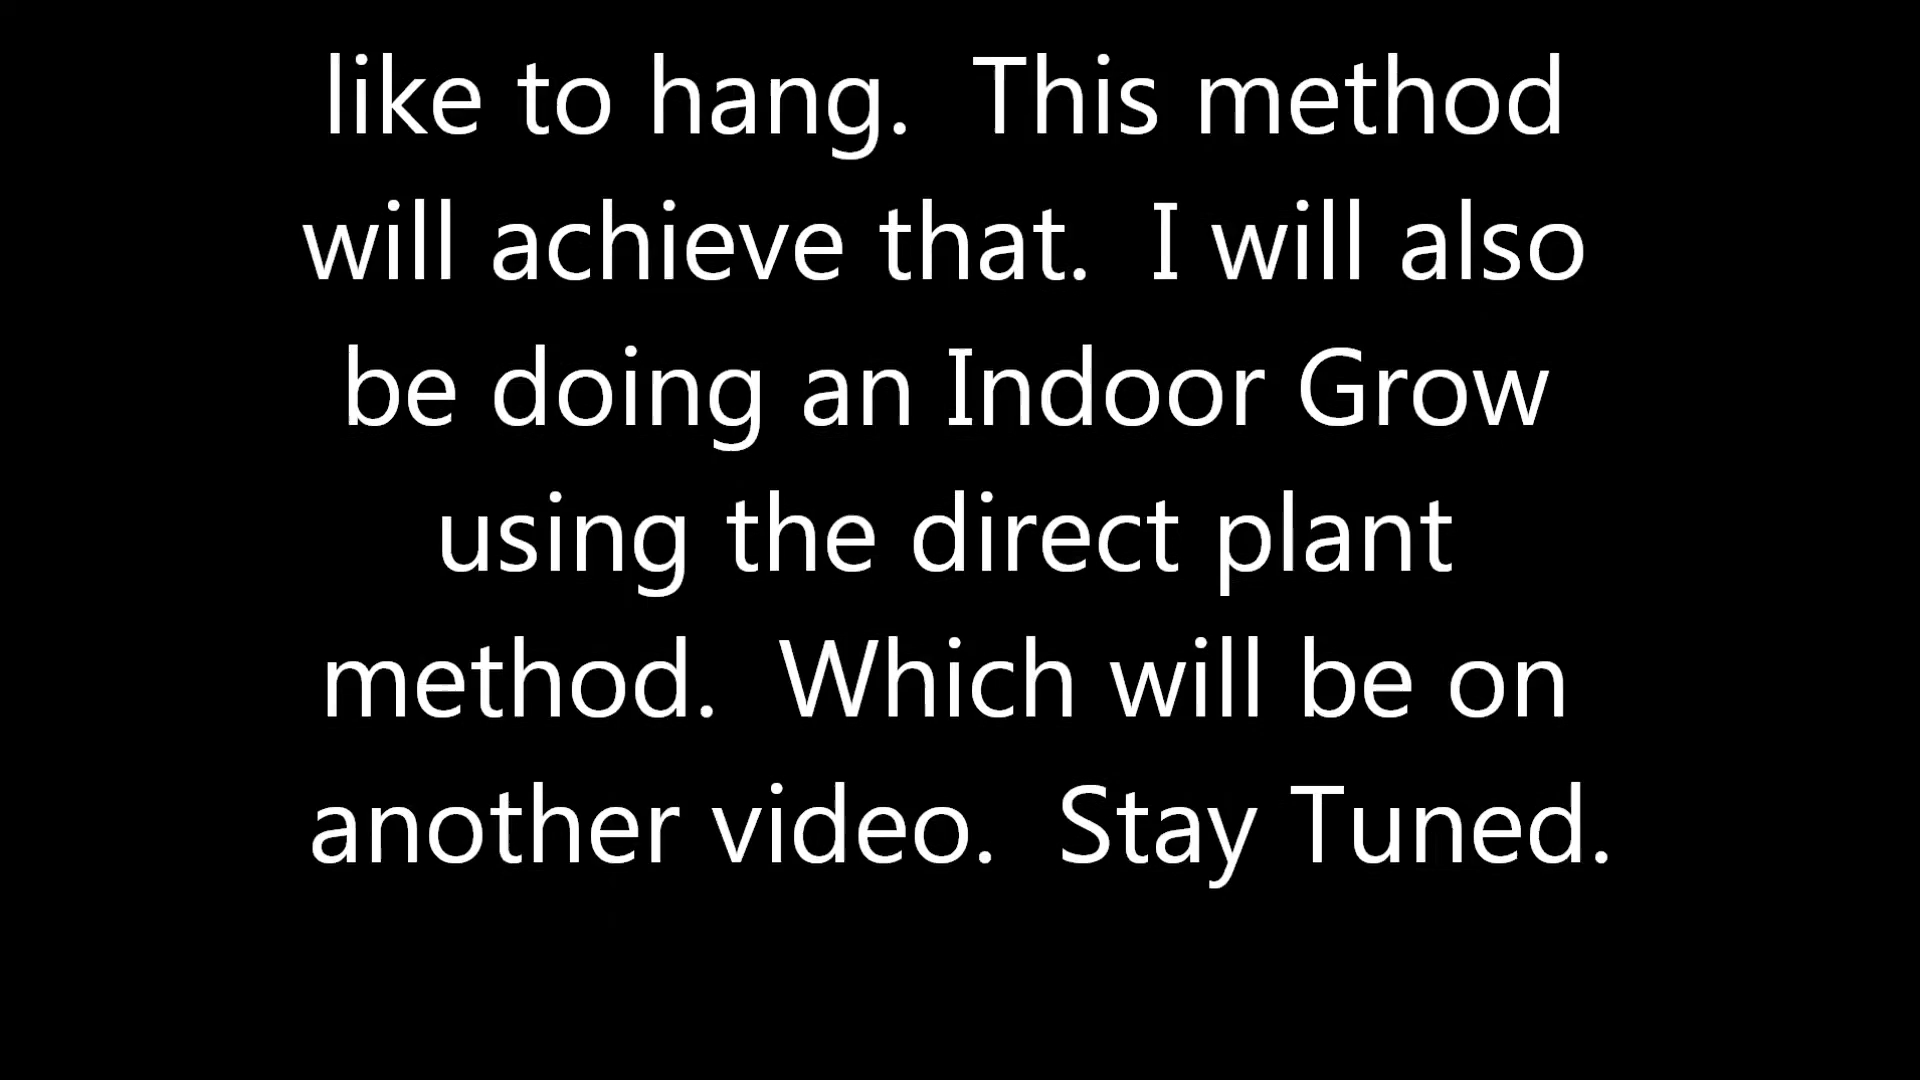 like to hang.  This method
will achieve that.  I will also
be doing an Indoor Grow
using the direct plant
method.  Which will be on
another video.  Stay Tuned.